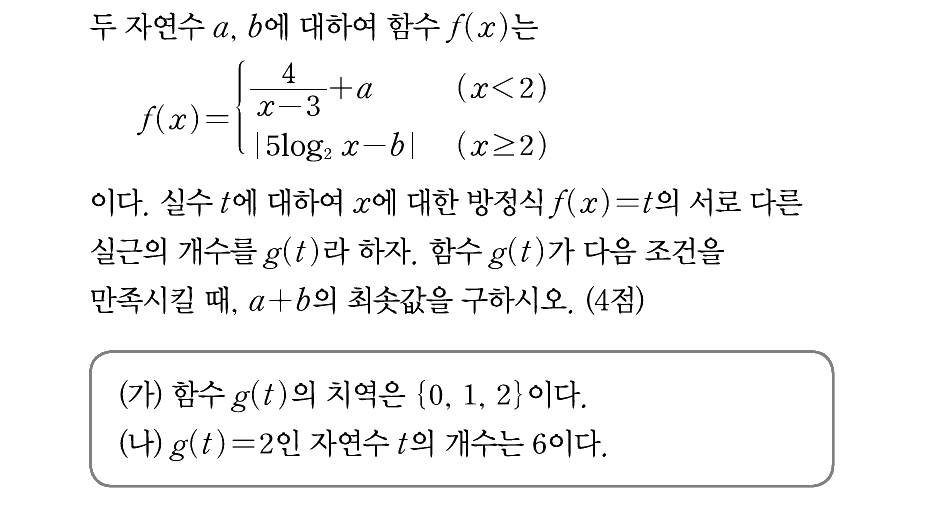 두 자연수 a, b에 대하여 함수 f(x)는
f(x)={ 4/(x-3)+a (x<2)
|5log₂ x-b| (x≥2)
이다. 실수 t에 대하여 x에 대한 방정식 f(x)=t의 서로 다른
실근의 개수를 g(t)라 하자. 함수 g(t)가 다음 조건을
만족시킬 때, a+b의 최솟값을 구하시오. (4점)
(가) 함수 g(t)의 치역은 {0, 1, 2}이다.
(나) g(t)=2인 자연수 t의 개수는 6이다.